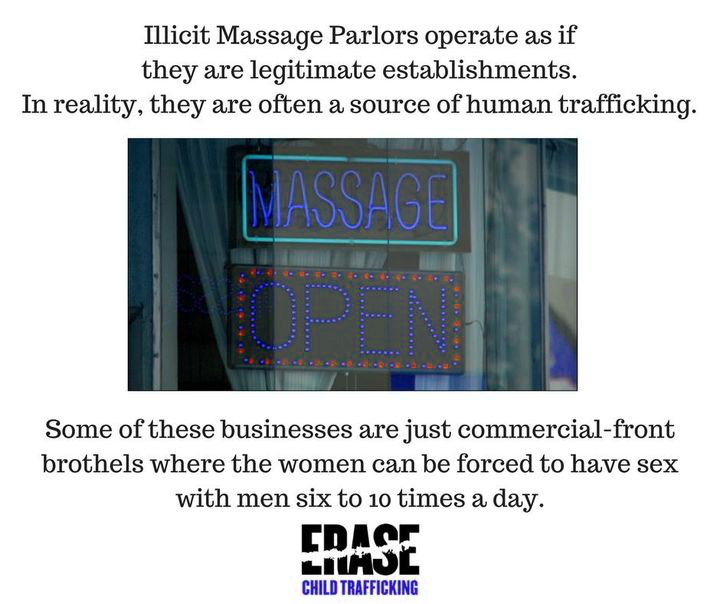 Illicit Massage Parlors operate as if
they are legitimate establishments.
In reality, they are often a source of human trafficking.
MASSAGE
OPEN
Some of these businesses are just commercial-front
brothels where the women can be forced to have sex
with men six to 10 times a day.
ERASE
CHILD TRAFFICKING